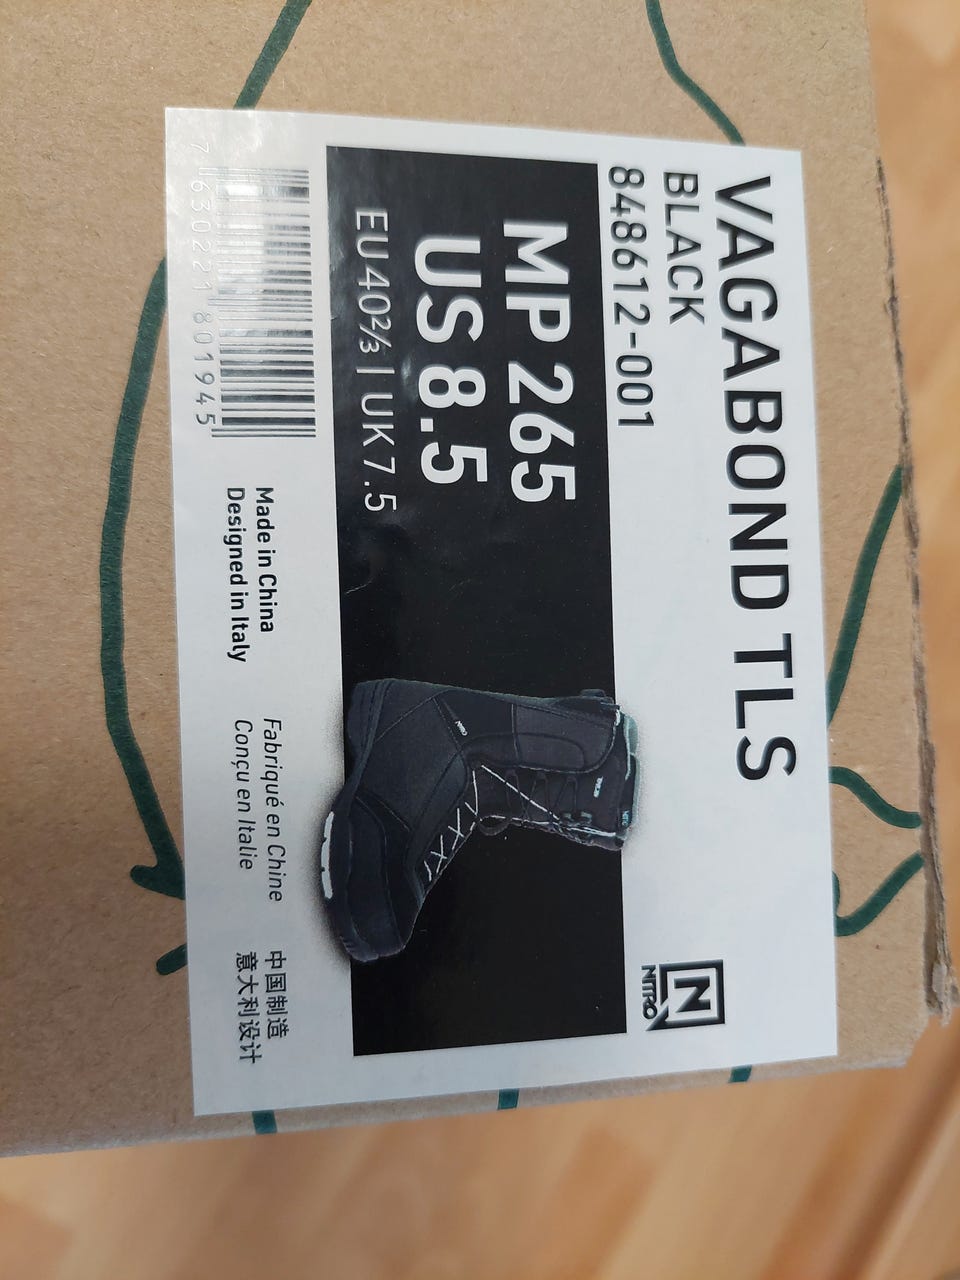 VAGABOND TLS
BLACK
848612-001
NITRO
MP 265
US 8.5
EU 40⅔ | UK 7.5
7 630221 801945
Made in China
Designed in Italy
Fabriqué en Chine
Conçu en Italie
中国制造
意大利设计